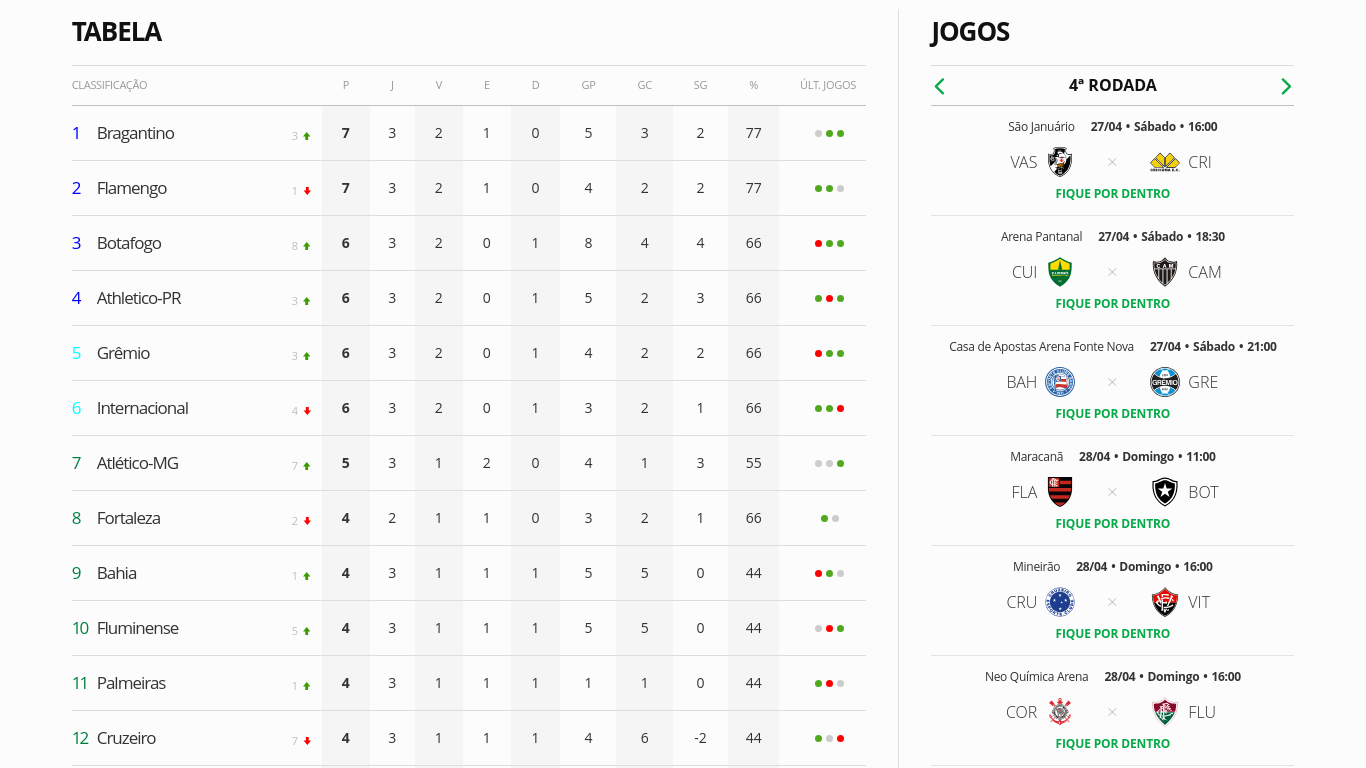 TABELA
CLASSIFICAÇÃO P J V E D GP GC SG % ÚLT. JOGOS
1 Bragantino 3 7 3 2 1 0 5 3 2 77
2 Flamengo 1 7 3 2 1 0 4 2 2 77
3 Botafogo 8 6 3 2 0 1 8 4 4 66
4 Athletico-PR 3 6 3 2 0 1 5 2 3 66
5 Grêmio 3 6 3 2 0 1 4 2 2 66
6 Internacional 4 6 3 2 0 1 3 2 1 66
7 Atlético-MG 7 5 3 1 2 0 4 1 3 55
8 Fortaleza 2 4 2 1 1 0 3 2 1 66
9 Bahia 1 4 3 1 1 1 5 5 0 44
10 Fluminense 5 4 3 1 1 1 5 5 0 44
11 Palmeiras 1 4 3 1 1 1 1 1 0 44
12 Cruzeiro 7 4 3 1 1 1 4 6 -2 44
JOGOS
4ª RODADA
São Januário 27/04 • Sábado • 16:00
VAS × CRI
FIQUE POR DENTRO
Arena Pantanal 27/04 • Sábado • 18:30
CUI × CAM
FIQUE POR DENTRO
Casa de Apostas Arena Fonte Nova 27/04 • Sábado • 21:00
BAH × GRE
FIQUE POR DENTRO
Maracanã 28/04 • Domingo • 11:00
FLA × BOT
FIQUE POR DENTRO
Mineirão 28/04 • Domingo • 16:00
CRU × VIT
FIQUE POR DENTRO
Neo Química Arena 28/04 • Domingo • 16:00
COR × FLU
FIQUE POR DENTRO